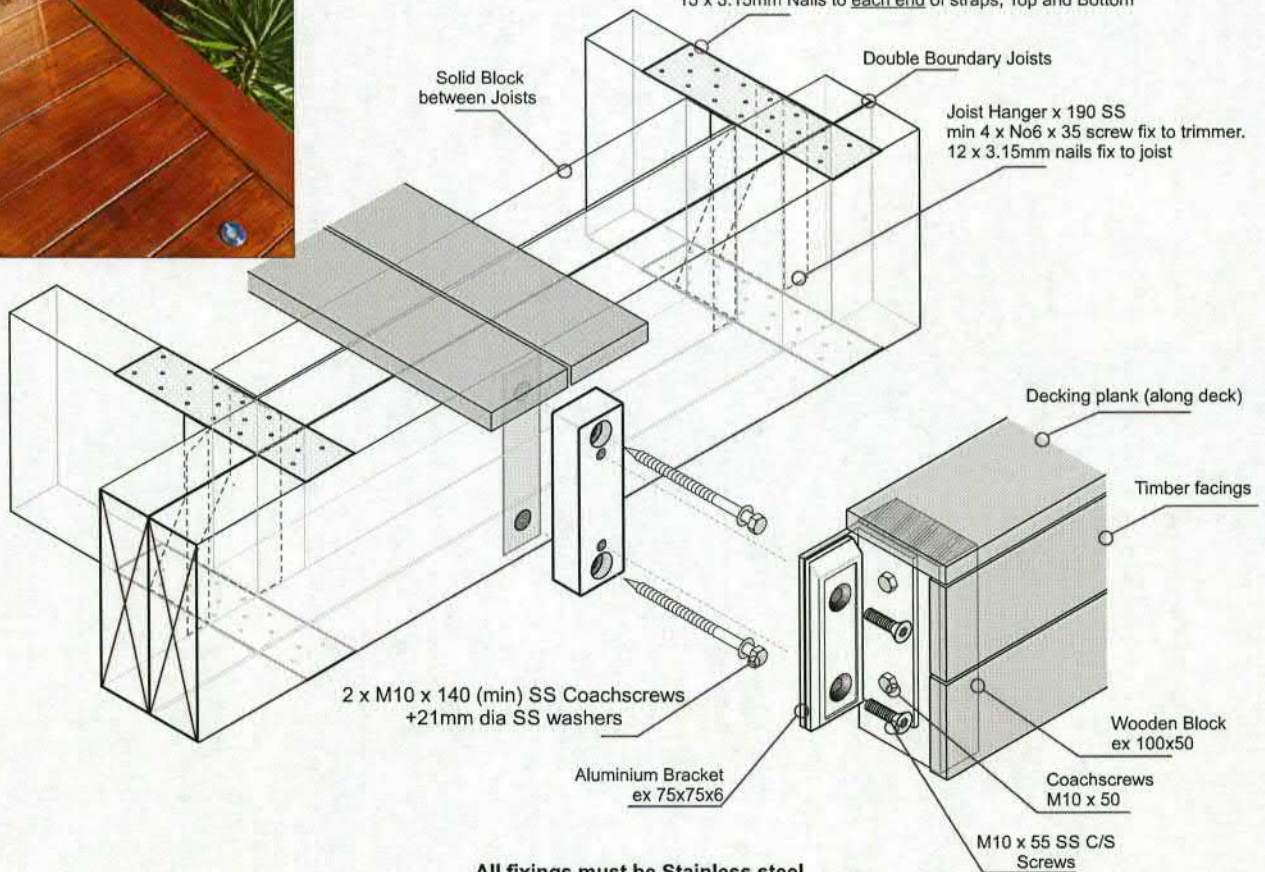 15 x 3.15mm Nails to each end of straps, Top and Bottom
Solid Block
between Joists
Double Boundary Joists
Joist Hanger x 190 SS
min 4 x No6 x 35 screw fix to trimmer.
12 x 3.15mm nails fix to joist
Decking plank (along deck)
Timber facings
2 x M10 x 140 (min) SS Coachscrews
+21mm dia SS washers
Wooden Block
ex 100x50
Aluminium Bracket
ex 75x75x6
Coachscrews
M10 x 50
M10 x 55 SS C/S
Screws
All fixings must be Stainless steel